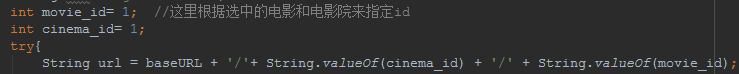 int movie_id= 1;  //这里根据选中的电影和电影院来指定id
int cinema_id= 1;
try{
    String url = baseURL + '/'+ String.valueOf(cinema_id) + '/' + String.valueOf(movie_id);